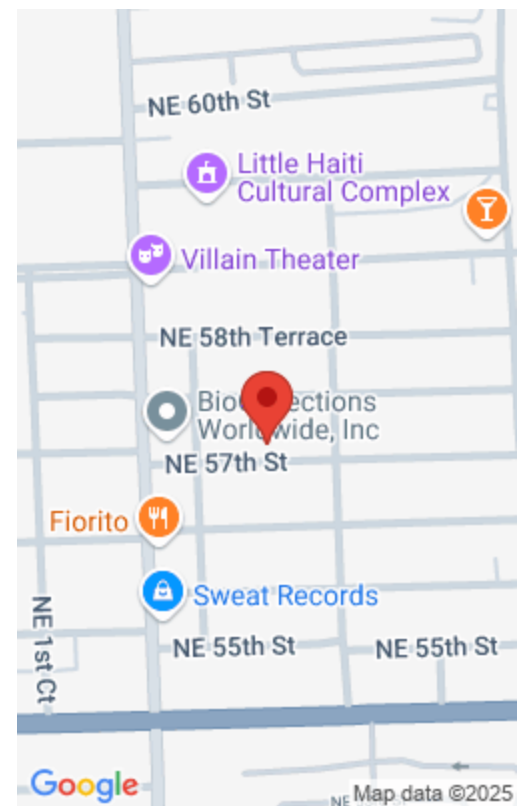 NE 60th St
Little Haiti
Cultural Complex
Villain Theater
NE 58th Terrace
Worldwide, Inc
NE 57th St
Fiorito
Sweat Records
NE 1st Ct
NE 55th St
NE 55th St
Google
NE
Map data ©2025